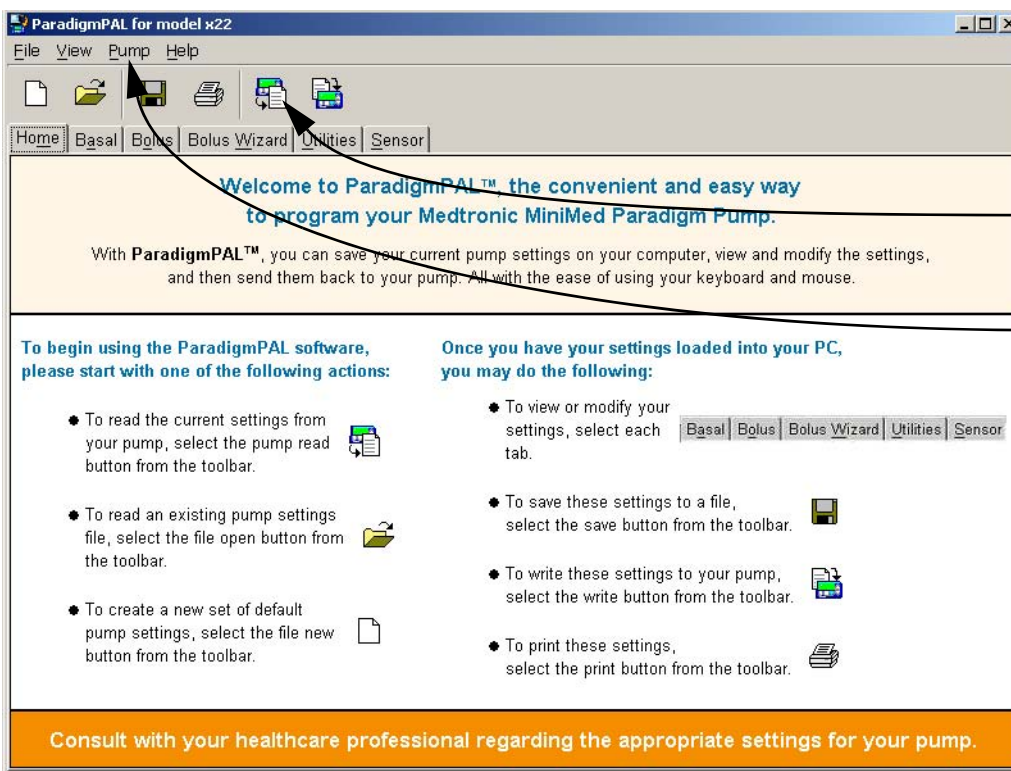 ParadigmPAL for model x22
File View Pump Help
Home Basal Bolus Bolus Wizard Utilities Sensor
Welcome to ParadigmPAL™, the convenient and easy way
to program your Medtronic MiniMed Paradigm Pump.
With ParadigmPAL™, you can save your current pump settings on your computer, view and modify the settings,
and then send them back to your pump. All with the ease of using your keyboard and mouse.
To begin using the ParadigmPAL software,
please start with one of the following actions:
● To read the current settings from
your pump, select the pump read
button from the toolbar.
● To read an existing pump settings
file, select the file open button from
the toolbar.
● To create a new set of default
pump settings, select the file new
button from the toolbar.
Once you have your settings loaded into your PC,
you may do the following:
● To view or modify your
settings, select each
tab.
Basal Bolus Bolus Wizard Utilities Sensor
● To save these settings to a file,
select the save button from the toolbar.
● To write these settings to your pump,
select the write button from the toolbar.
● To print these settings,
select the print button from the toolbar.
Consult with your healthcare professional regarding the appropriate settings for your pump.